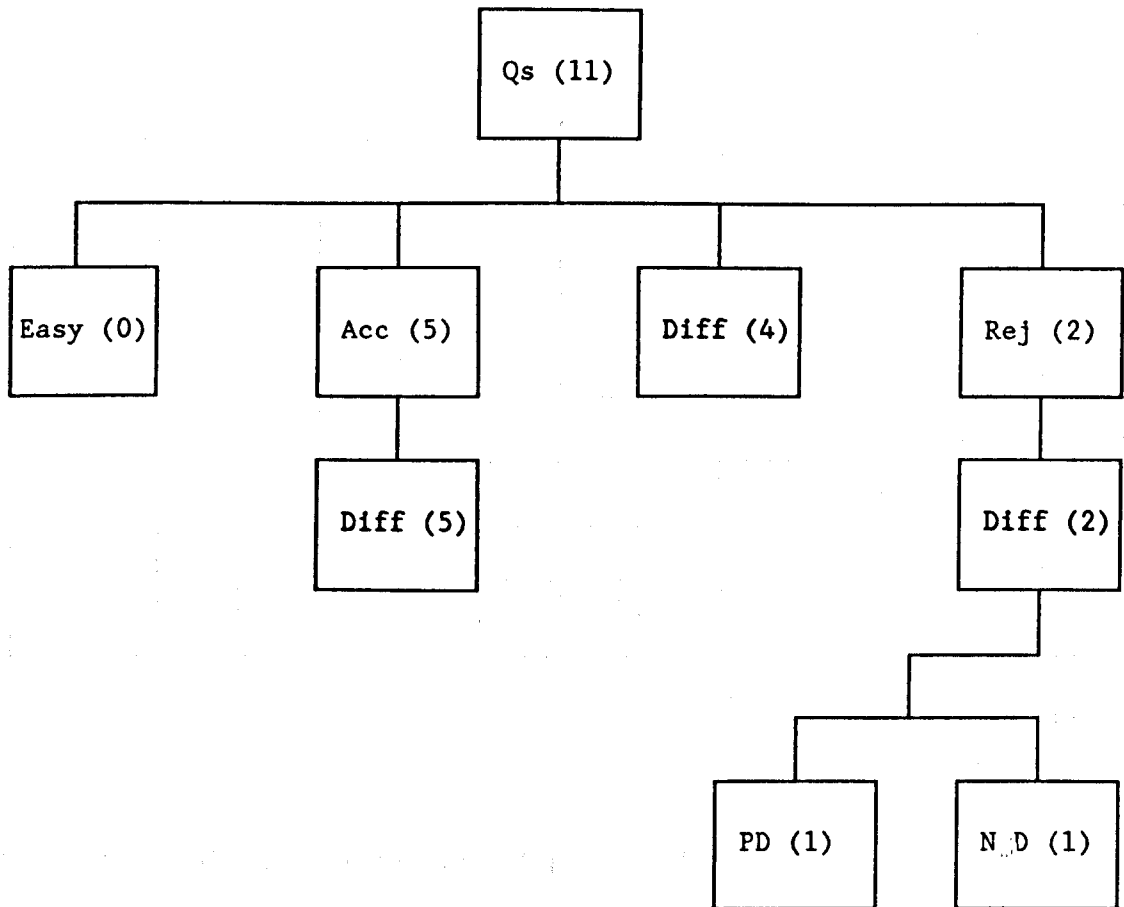 Qs (11)
Easy (0)
Acc (5)
Diff (4)
Rej (2)
Diff (5)
Diff (2)
PD (1)
N D (1)